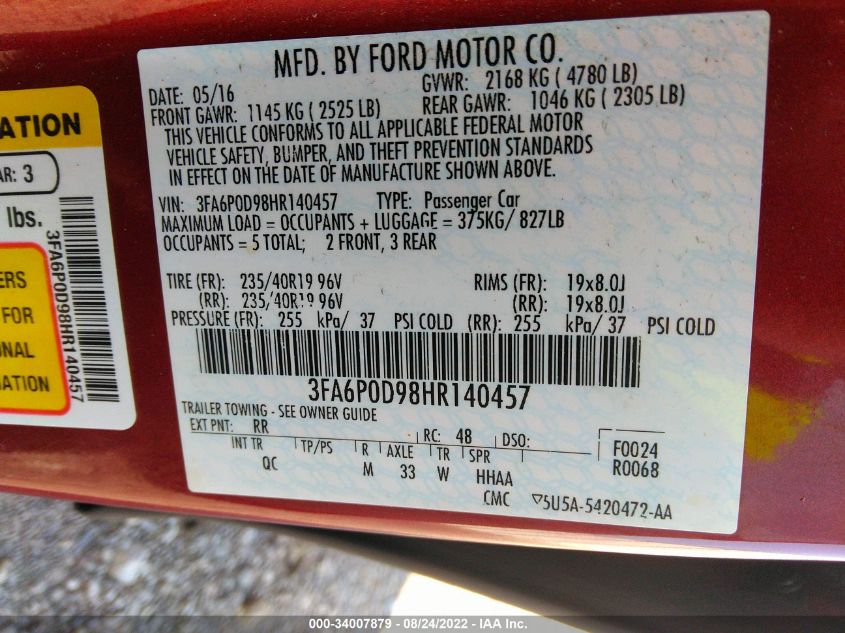 MFD. BY FORD MOTOR CO.
DATE: 05/16 GVWR: 2168 KG ( 4780 LB)
FRONT GAWR: 1145 KG ( 2525 LB) REAR GAWR: 1046 KG ( 2305 LB)
THIS VEHICLE CONFORMS TO ALL APPLICABLE FEDERAL MOTOR
VEHICLE SAFETY, BUMPER, AND THEFT PREVENTION STANDARDS
IN EFFECT ON THE DATE OF MANUFACTURE SHOWN ABOVE.
VIN: 3FA6P0D98HR140457 TYPE: Passenger Car
MAXIMUM LOAD = OCCUPANTS + LUGGAGE = 375KG/ 827LB
OCCUPANTS = 5 TOTAL; 2 FRONT, 3 REAR
TIRE (FR): 235/40R19 96V RIMS (FR): 19x8.0J
(RR): 235/40R19 96V (RR): 19x8.0J
PRESSURE (FR): 255 kPa/ 37 PSI COLD (RR): 255 kPa/ 37 PSI COLD
3FA6P0D98HR140457
TRAILER TOWING - SEE OWNER GUIDE
EXT PNT: RR RC: 48 DSO: F0024
INT TR TP/PS R AXLE TR SPR R0068
QC M 33 W HHAA
CMC ▽5U5A-5420472-AA
ATION
AR: 3
lbs.
3FA6P0D98HR140457
ERS
FOR
ONAL
MATION
000-34007879 - 08/24/2022 - IAA Inc.